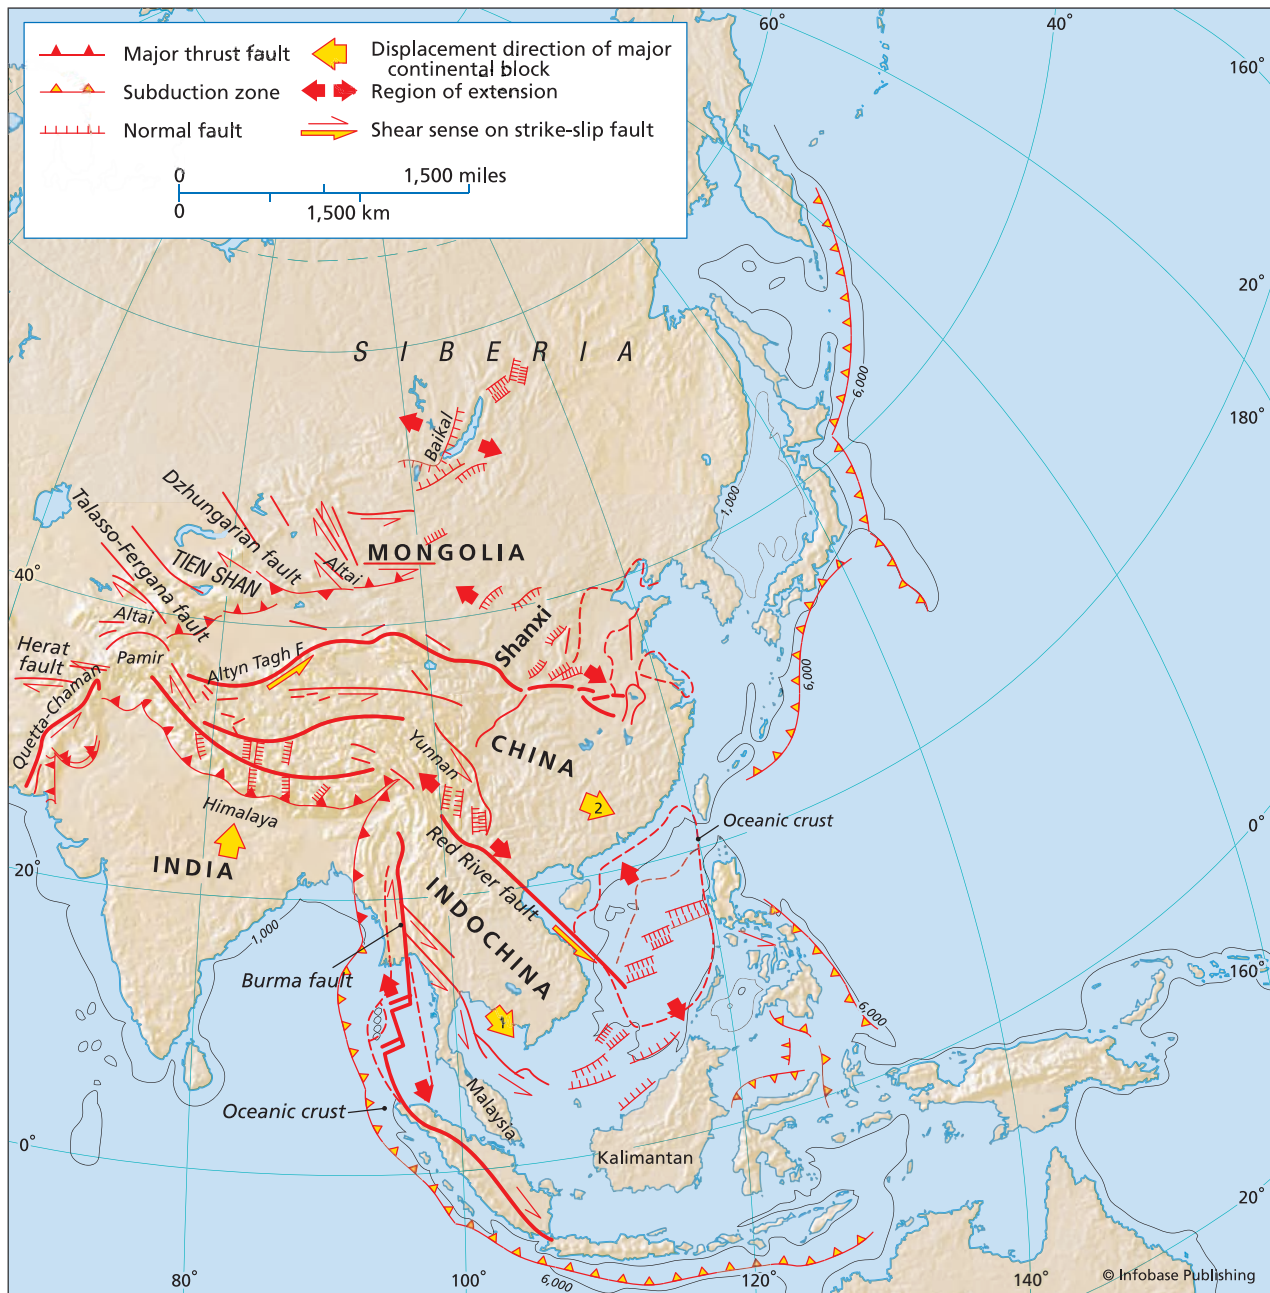 60°
40°
160°
Major thrust fault
Displacement direction of major
continental block
Subduction zone
Region of extension
Normal fault
Shear sense on strike-slip fault
0
1,500 miles
0
1,500 km
20°
180°
SIBERIA
6,000
Baikal
1,000
Dzhungarian fault
Talasso-Fergana fault
TIEN SHAN
MONGOLIA
Altai
40°
Altai
Shanxi
Herat
fault
Pamir
Altyn Tagh F
Quetta-Chaman
6,000
Yunnan
CHINA
Himalaya
2
Oceanic crust
0°
INDIA
20°
Red River fault
INDOCHINA
1,000
Burma fault
160°
6,000
1
Oceanic crust
Malaysia
0°
Kalimantan
20°
80°
100°
6,000
120°
140°
© Infobase Publishing